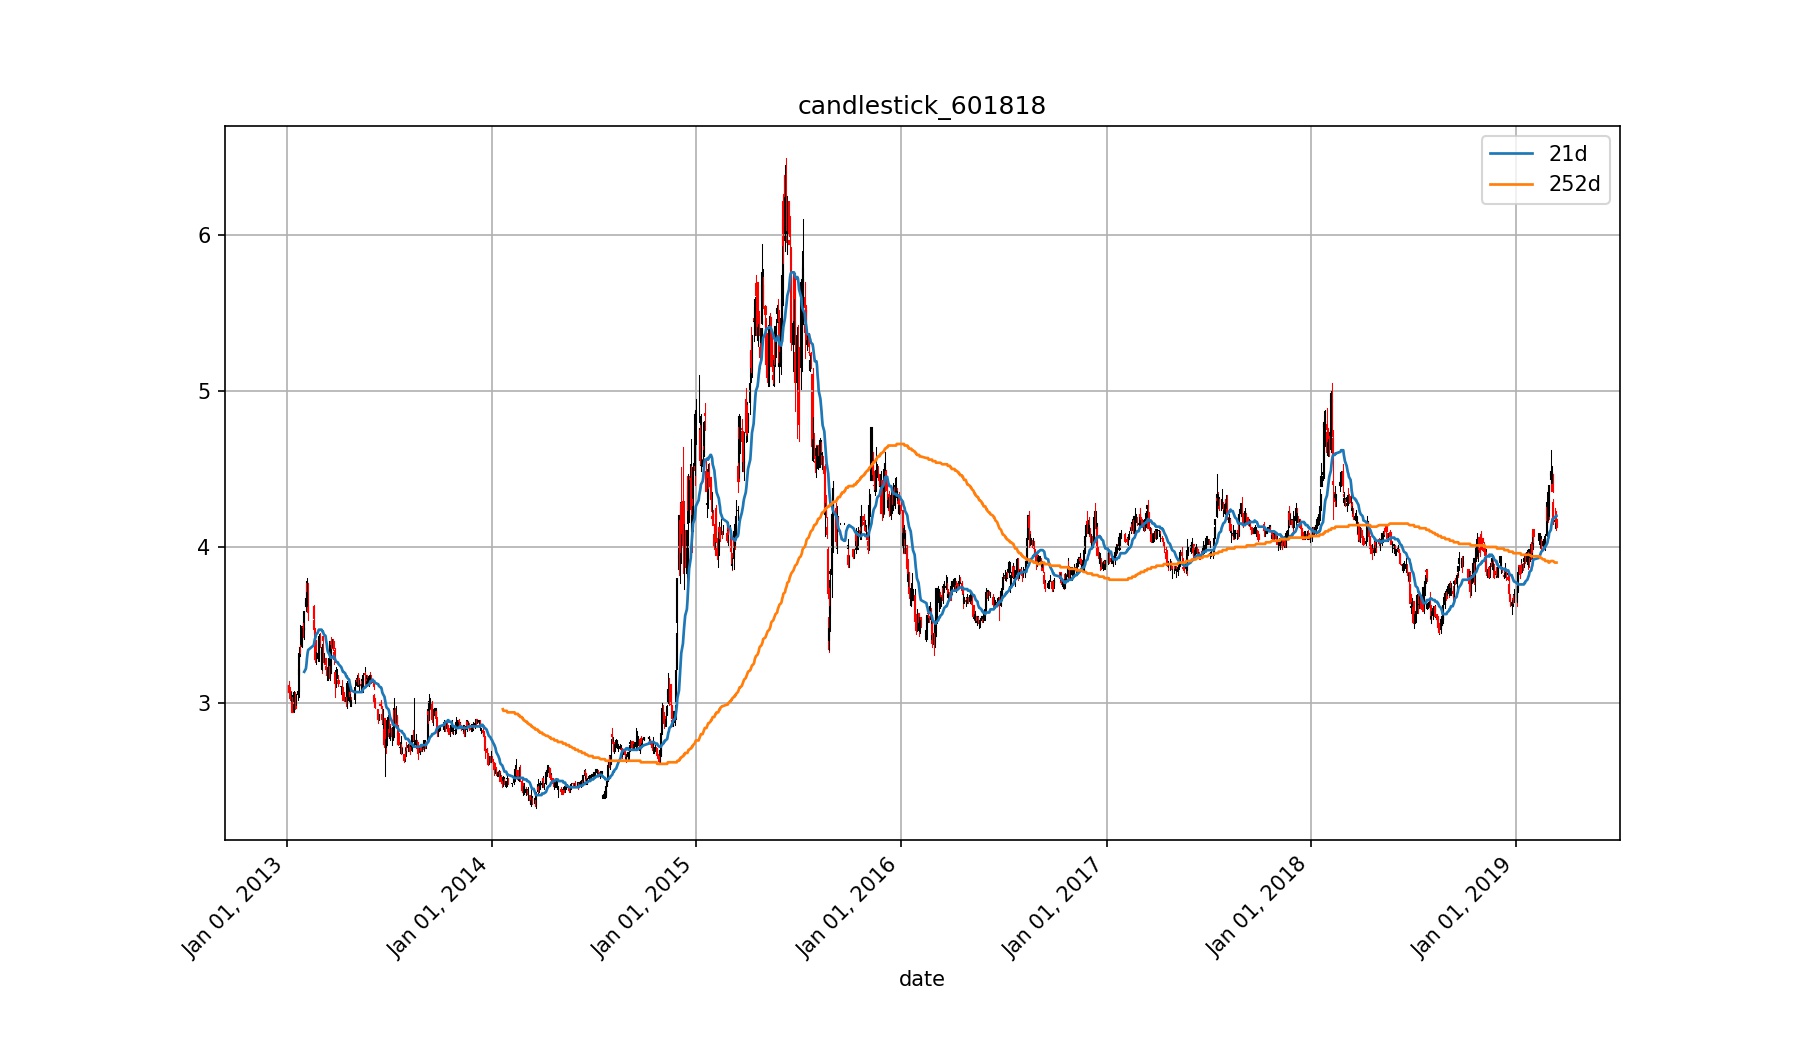 candlestick_601818
21d
252d
6
5
4
3
Jan 01, 2013
Jan 01, 2014
Jan 01, 2015
Jan 01, 2016
Jan 01, 2017
Jan 01, 2018
Jan 01, 2019
date